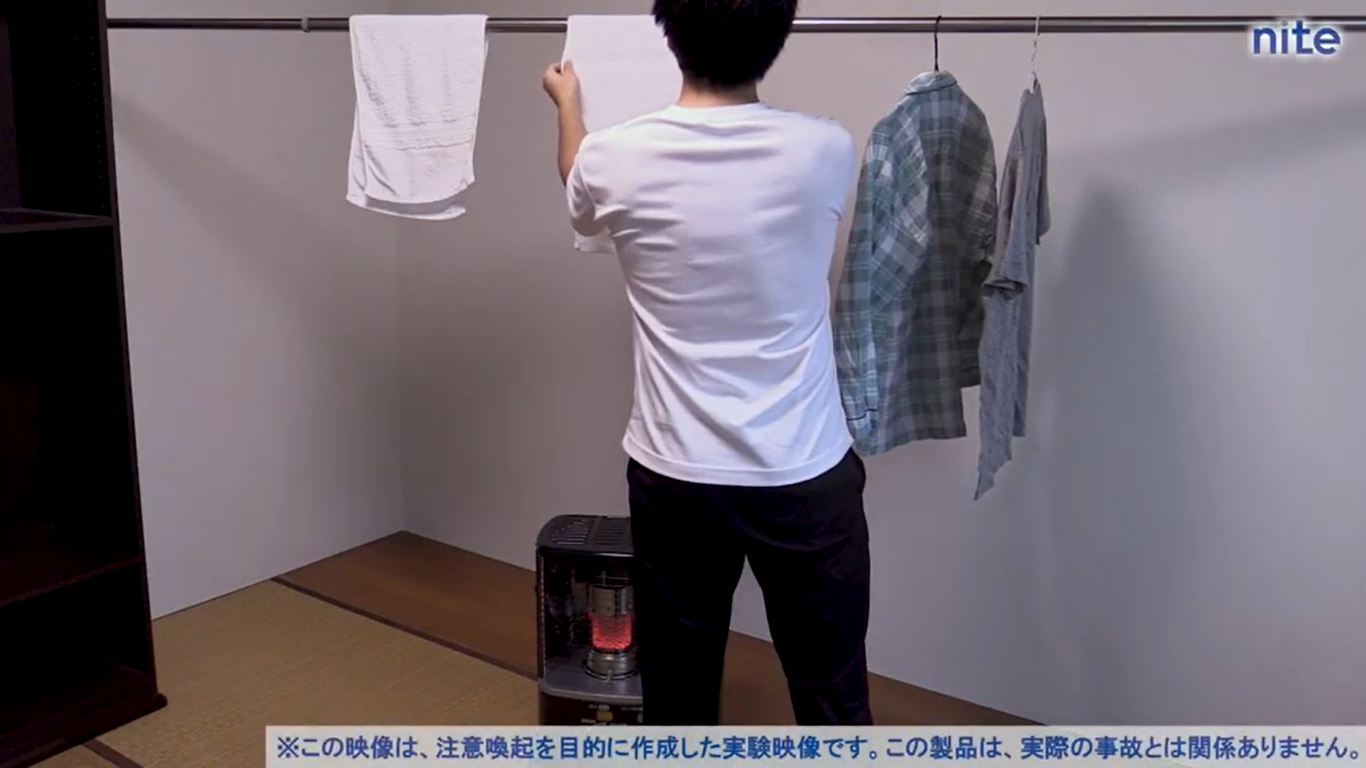 nite
※この映像は、注意喚起を目的に作成した実験映像です。この製品は、実際の事故とは関係ありません。